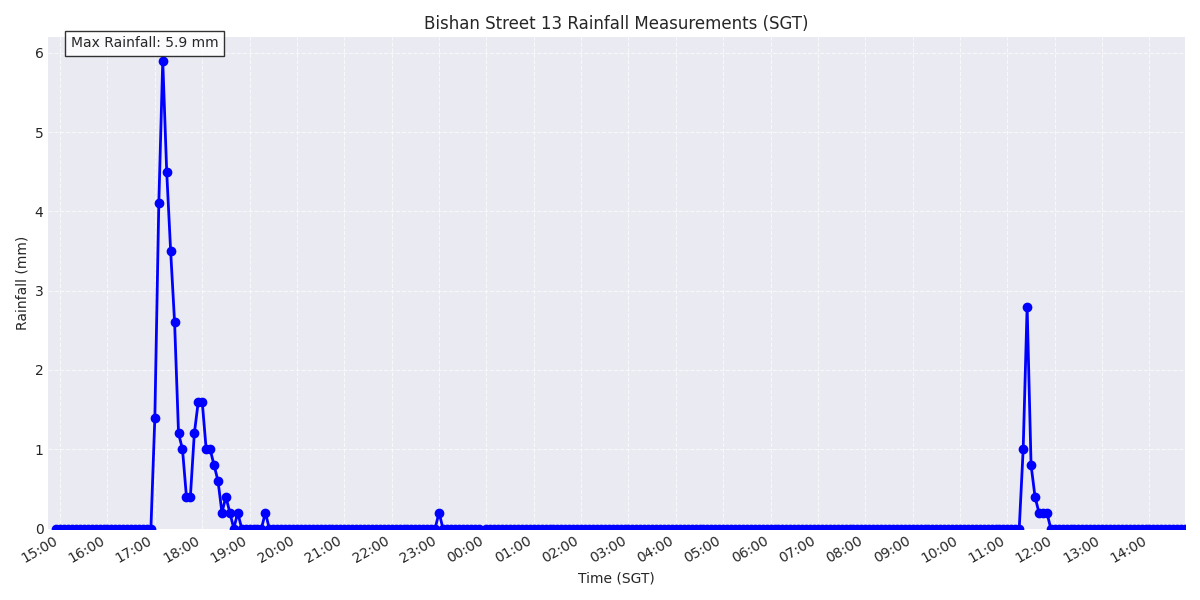 Bishan Street 13 Rainfall Measurements (SGT)
Max Rainfall: 5.9 mm
6
5
4
3
2
1
0
Rainfall (mm)
15:00 16:00 17:00 18:00 19:00 20:00 21:00 22:00 23:00 00:00 01:00 02:00 03:00 04:00 05:00 06:00 07:00 08:00 09:00 10:00 11:00 12:00 13:00 14:00
Time (SGT)